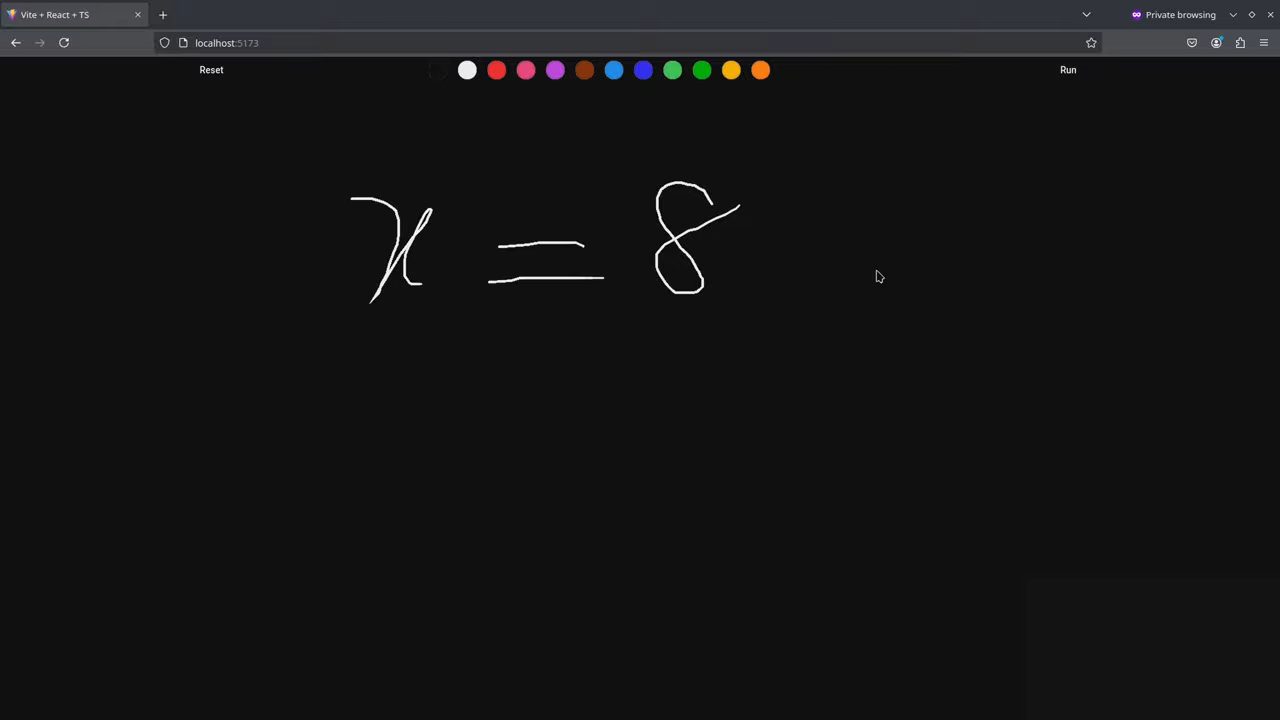 Vite + React + TS
Private browsing
localhost:5173
Reset
Run
x = 8